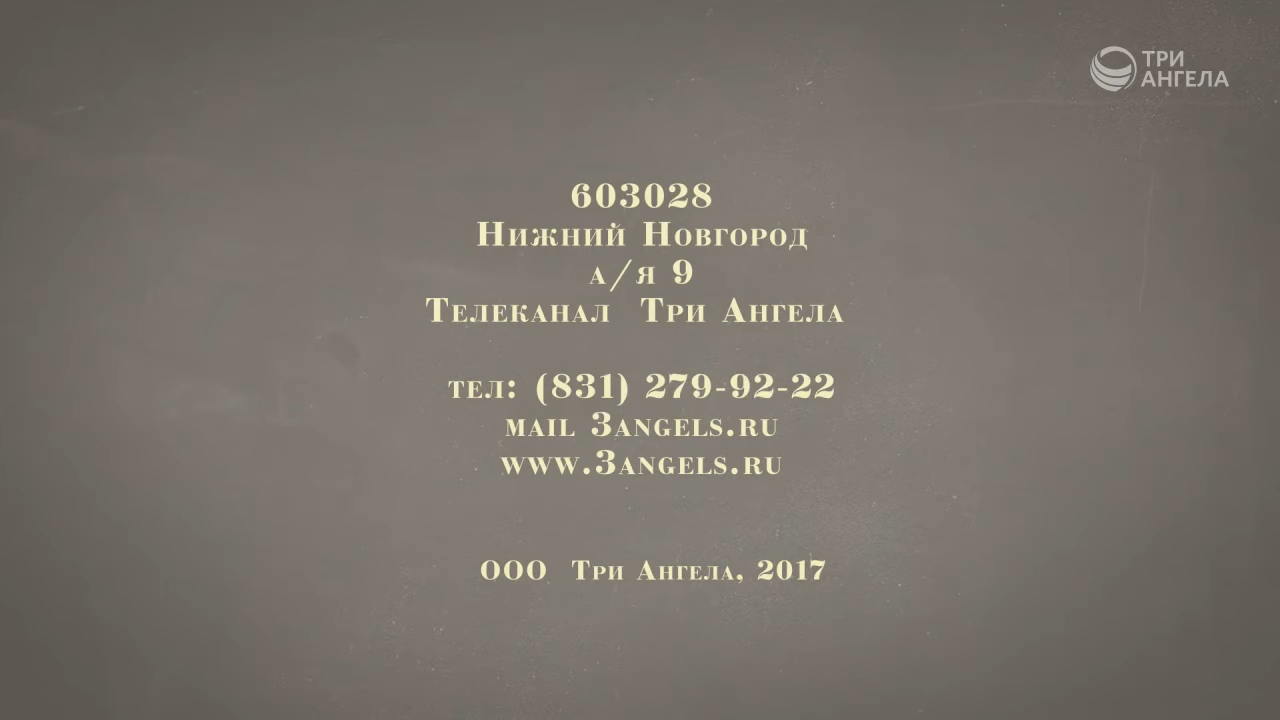 ТРИ
АНГЕЛА
603028
Нижний Новгород
а/я 9
Телеканал Три Ангела
тел: (831) 279-92-22
mail 3angels.ru
www.3angels.ru
ООО Три Ангела, 2017